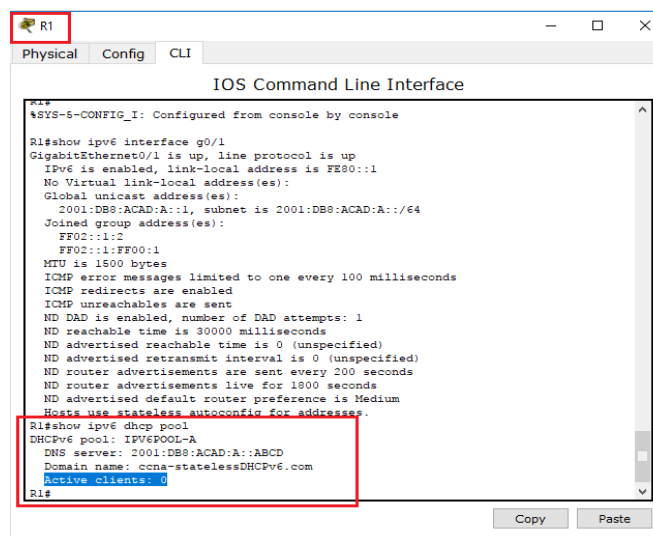 R1
Physical Config CLI
IOS Command Line Interface
R1#
%SYS-5-CONFIG_I: Configured from console by console
R1#show ipv6 interface g0/1
GigabitEthernet0/1 is up, line protocol is up
IPv6 is enabled, link-local address is FE80::1
No Virtual link-local address(es):
Global unicast address(es):
2001:DB8:ACAD:A::1, subnet is 2001:DB8:ACAD:A::/64
Joined group address(es):
FF02::1:2
FF02::1:FF00:1
MTU is 1500 bytes
ICMP error messages limited to one every 100 milliseconds
ICMP redirects are enabled
ICMP unreachables are sent
ND DAD is enabled, number of DAD attempts: 1
ND reachable time is 30000 milliseconds
ND advertised reachable time is 0 (unspecified)
ND advertised retransmit interval is 0 (unspecified)
ND router advertisements are sent every 200 seconds
ND router advertisements live for 1800 seconds
ND advertised default router preference is Medium
Hosts use stateless autoconfig for addresses.
R1#show ipv6 dhcp pool
DHCPv6 pool: IPV6POOL-A
DNS server: 2001:DB8:ACAD:A::ABCD
Domain name: ccna-statelessDHCPv6.com
Active clients: 0
R1#
Copy Paste